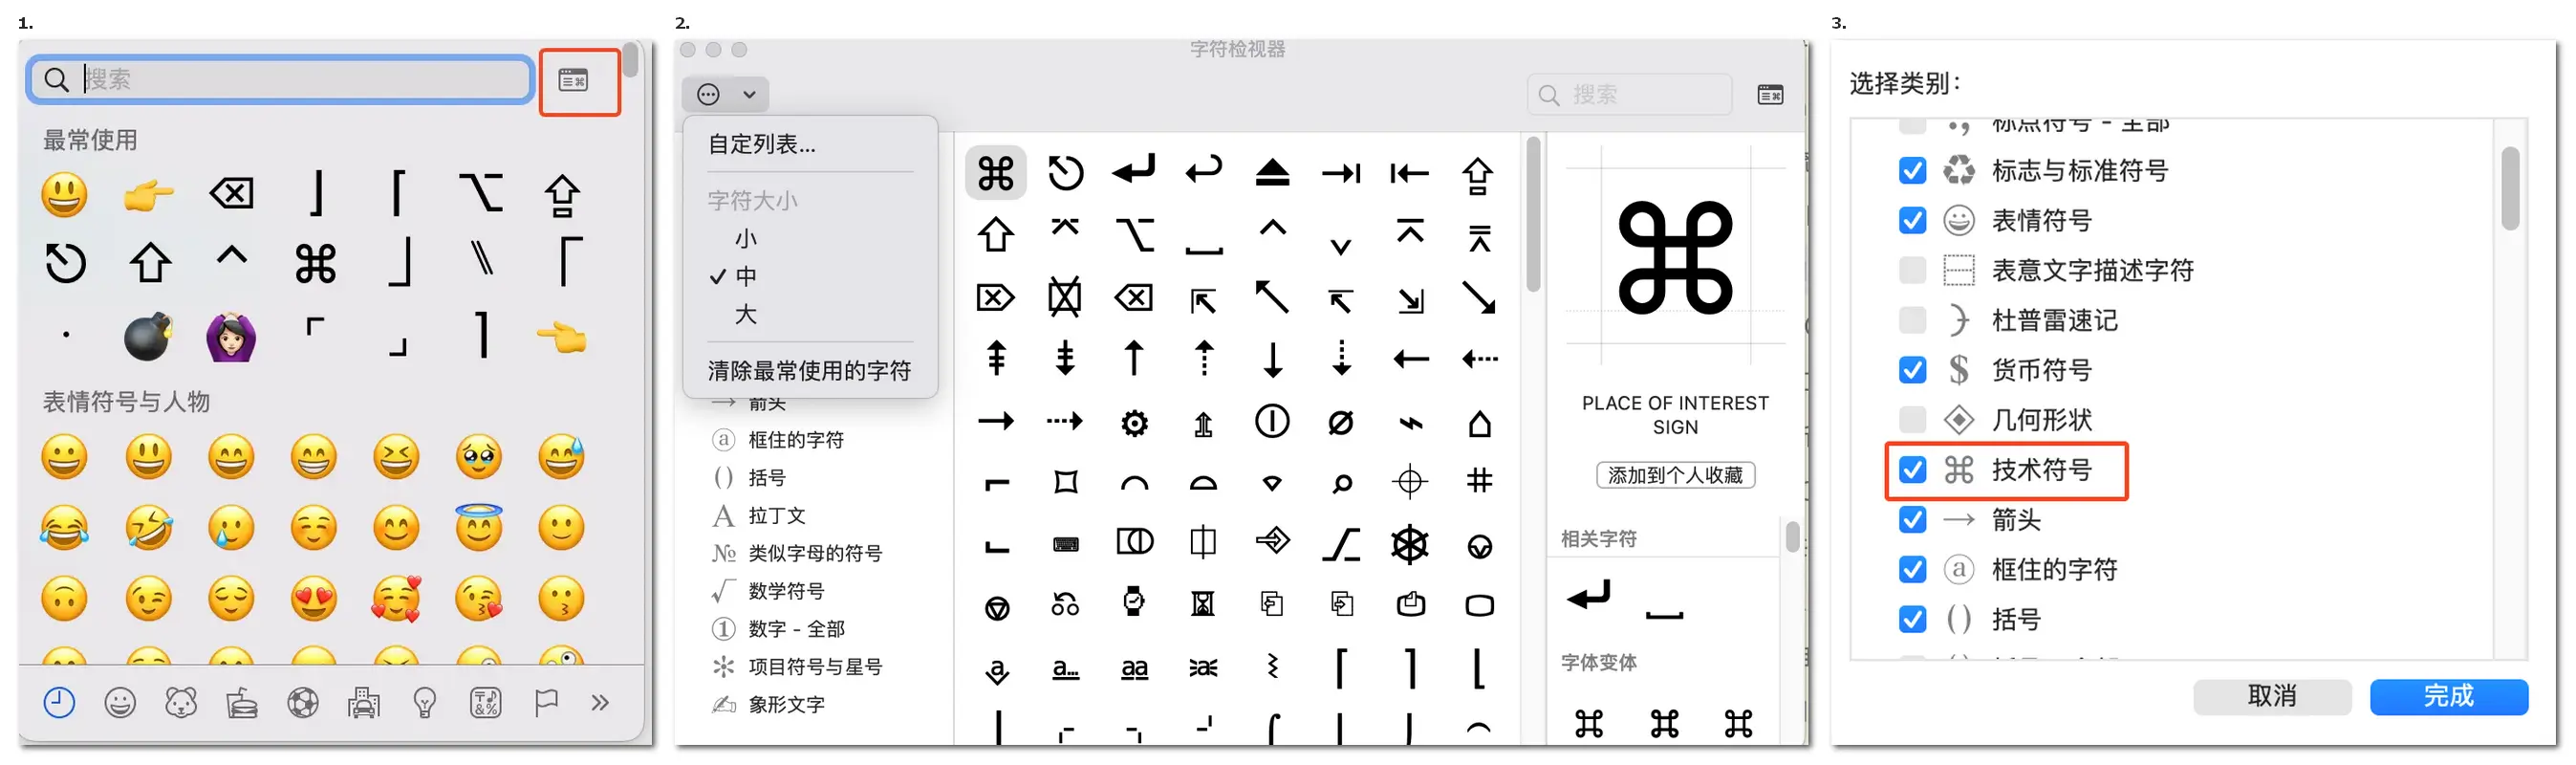 1.
搜索
最常使用
表情符号与人物
2.
字符检视器
搜索
自定列表...
字符大小
小
✓ 中
大
清除最常使用的字符
箭头
框住的字符
括号
拉丁文
类似字母的符号
数学符号
数字 - 全部
项目符号与星号
象形文字
PLACE OF INTEREST
SIGN
添加到个人收藏
相关字符
字体变体
3.
选择类别：
标点符号 - 全部
标志与标准符号
表情符号
表意文字描述字符
杜普雷速记
货币符号
几何形状
技术符号
箭头
框住的字符
括号
取消
完成